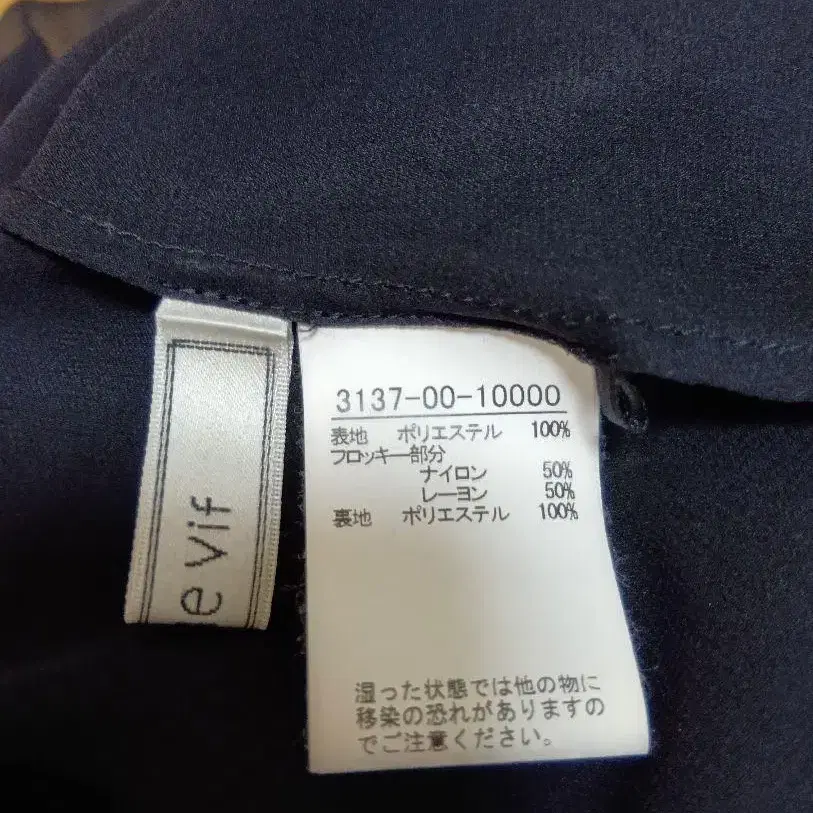 e vif
3137-00-10000
表地 ポリエステル 100%
フロッキー部分
ナイロン 50%
レーヨン 50%
裏地 ポリエステル 100%
湿った状態では他の物に
移染の恐れがありますの
でご注意ください。